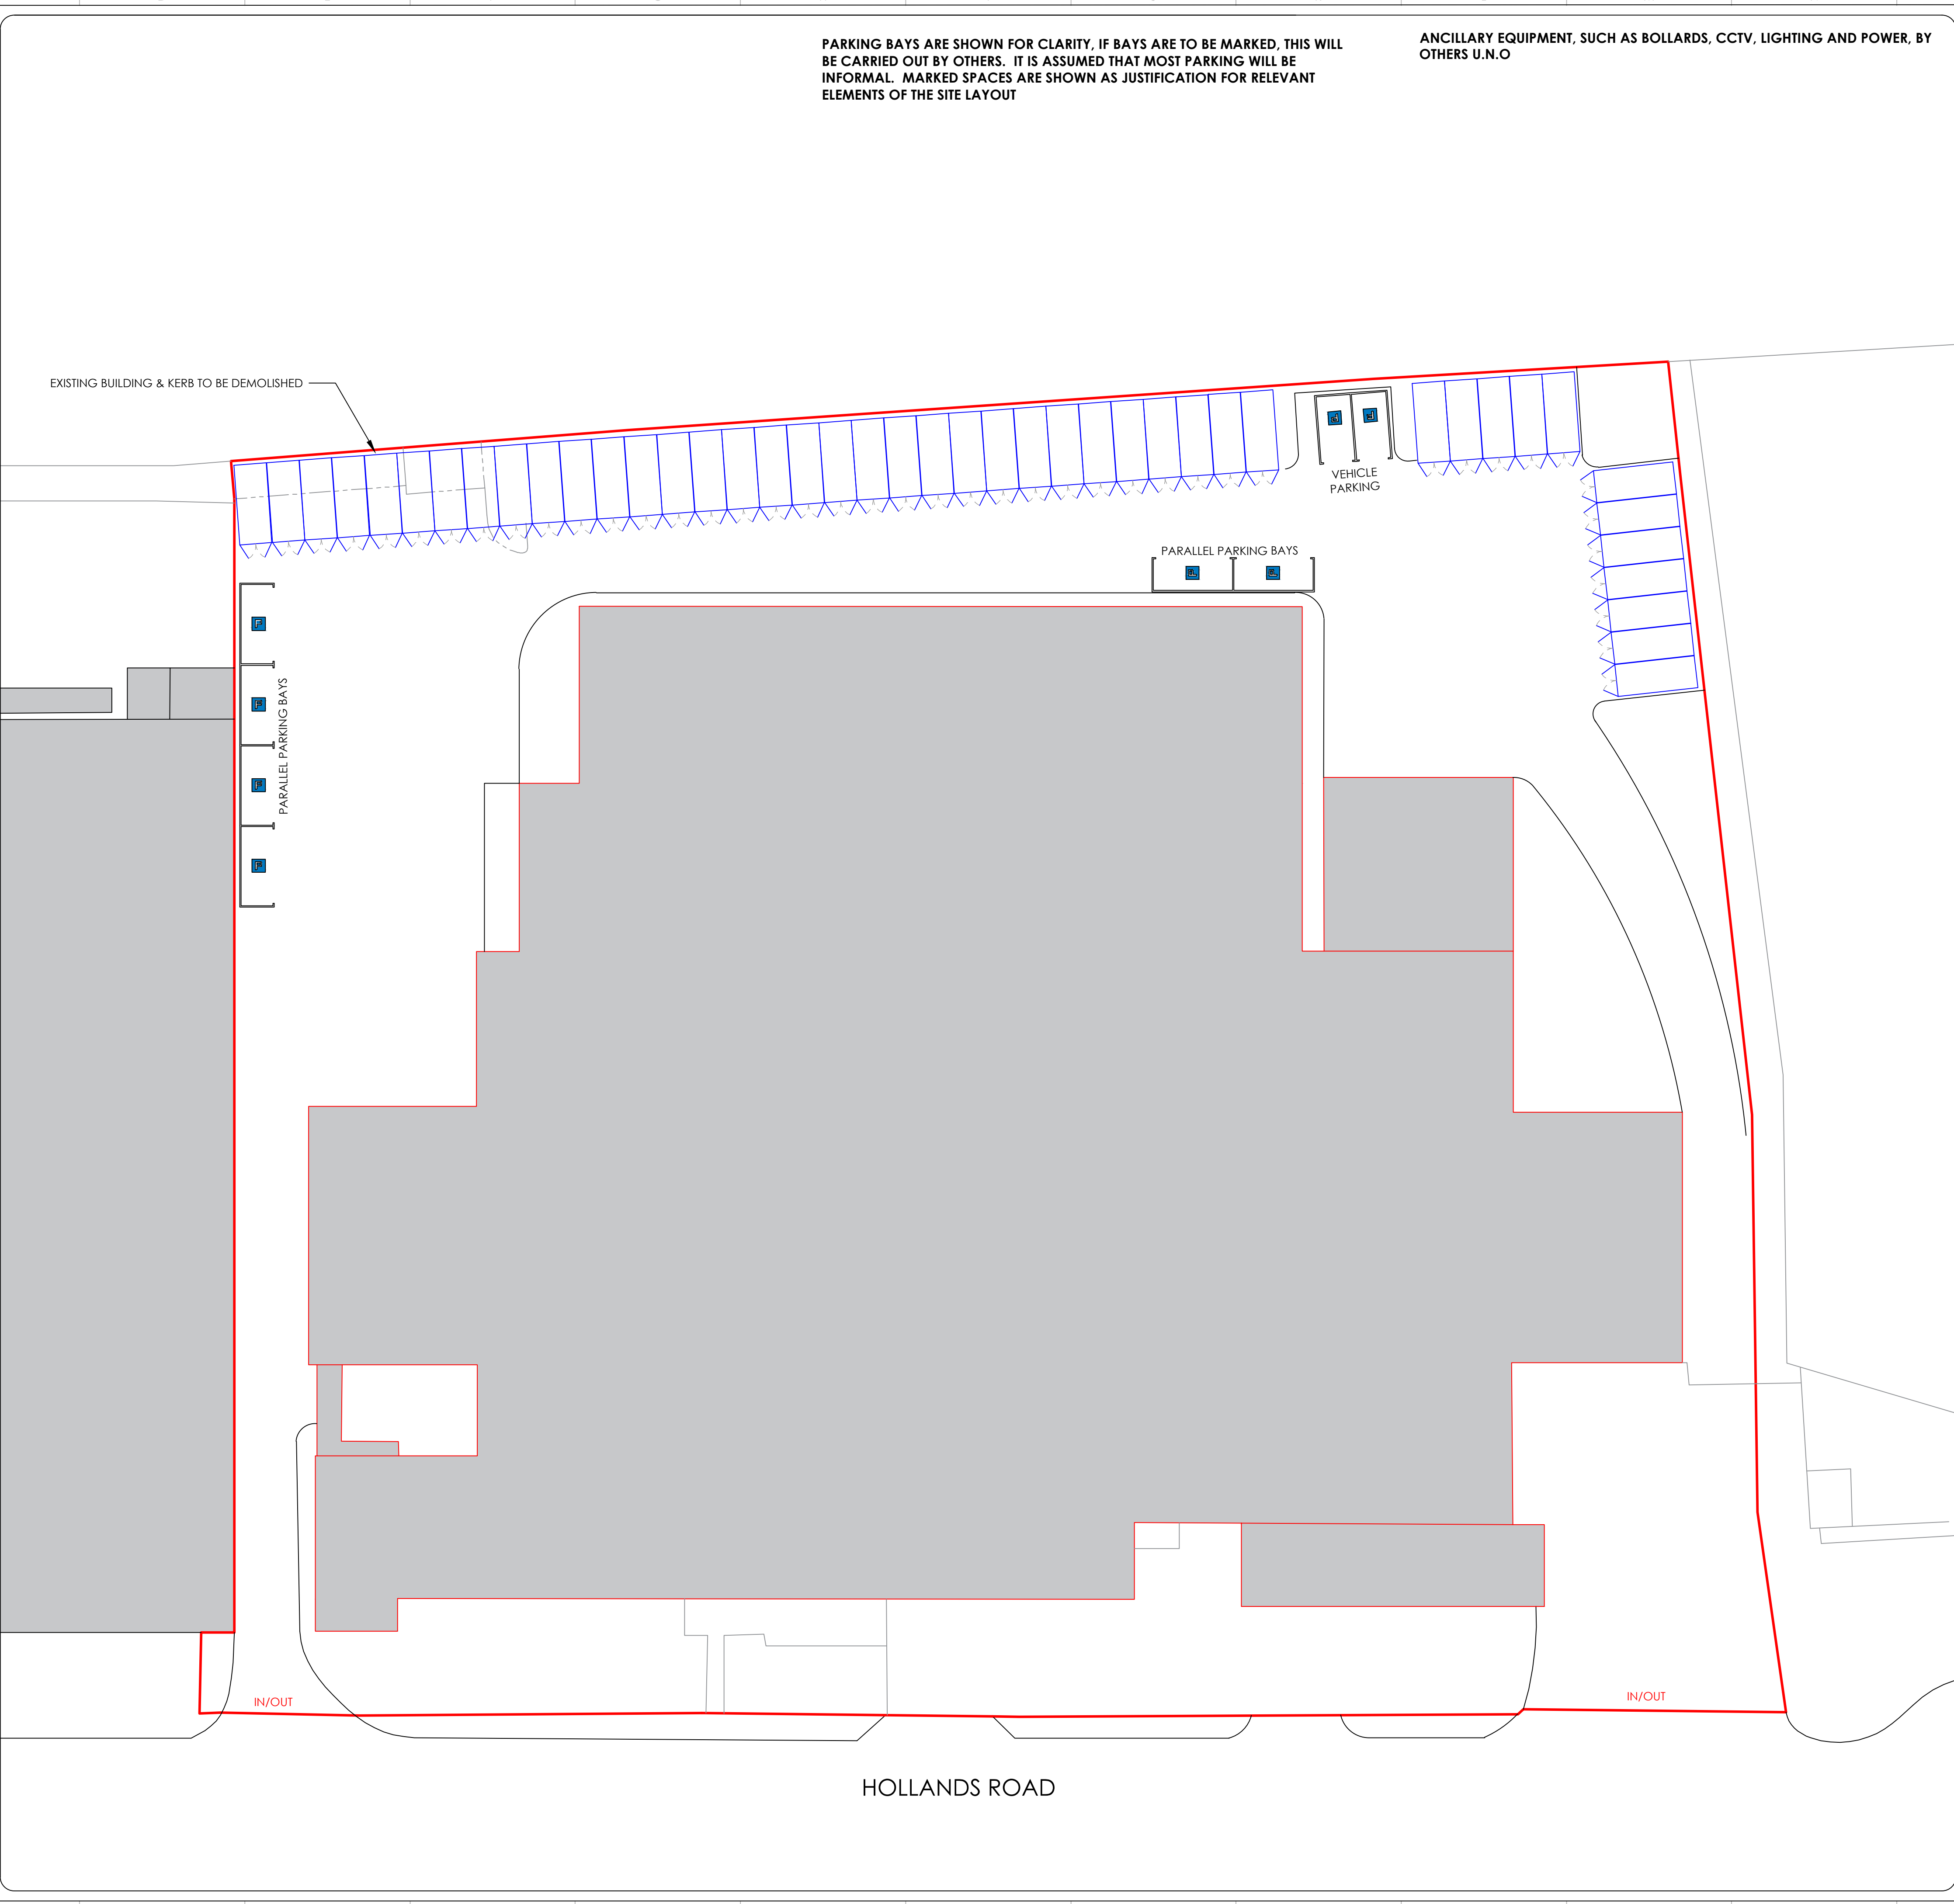 PARKING BAYS ARE SHOWN FOR CLARITY, IF BAYS ARE TO BE MARKED, THIS WILL
BE CARRIED OUT BY OTHERS.  IT IS ASSUMED THAT MOST PARKING WILL BE
INFORMAL.  MARKED SPACES ARE SHOWN AS JUSTIFICATION FOR RELEVANT
ELEMENTS OF THE SITE LAYOUT
ANCILLARY EQUIPMENT, SUCH AS BOLLARDS, CCTV, LIGHTING AND POWER, BY
OTHERS U.N.O
EXISTING BUILDING & KERB TO BE DEMOLISHED
VEHICLE
PARKING
PARALLEL PARKING BAYS
PARALLEL PARKING BAYS
IN/OUT
IN/OUT
HOLLANDS ROAD